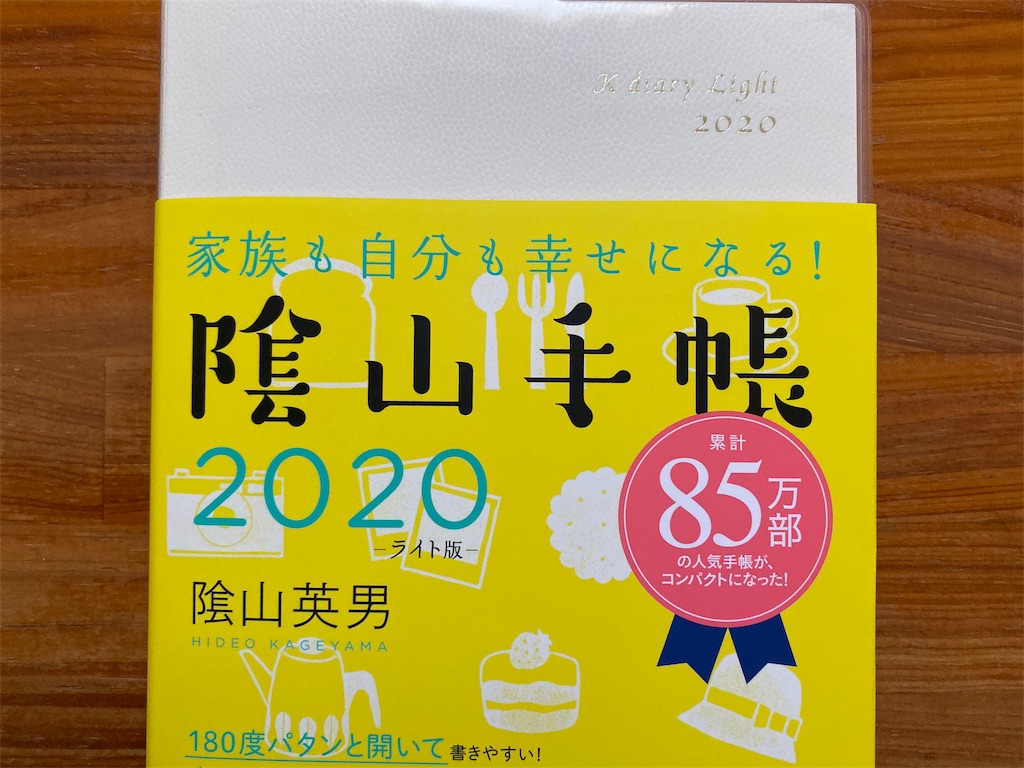 K diary Light
2020
家族も自分も幸せになる!
陰山手帳
2020
−ライト版−
累計
85万部
の人気手帳が、
コンパクトになった!
陰山英男
HIDEO KAGEYAMA
180度パタンと開いて書きやすい!